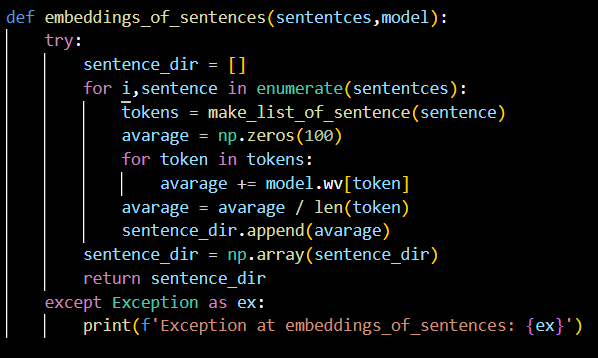 def embeddings_of_sentences(sententces,model):
    try:
        sentence_dir = []
        for i,sentence in enumerate(sententces):
            tokens = make_list_of_sentence(sentence)
            avarage = np.zeros(100)
            for token in tokens:
                avarage += model.wv[token]
            avarage = avarage / len(token)
            sentence_dir.append(avarage)
        sentence_dir = np.array(sentence_dir)
        return sentence_dir
    except Exception as ex:
        print(f'Exception at embeddings_of_sentences: {ex}')